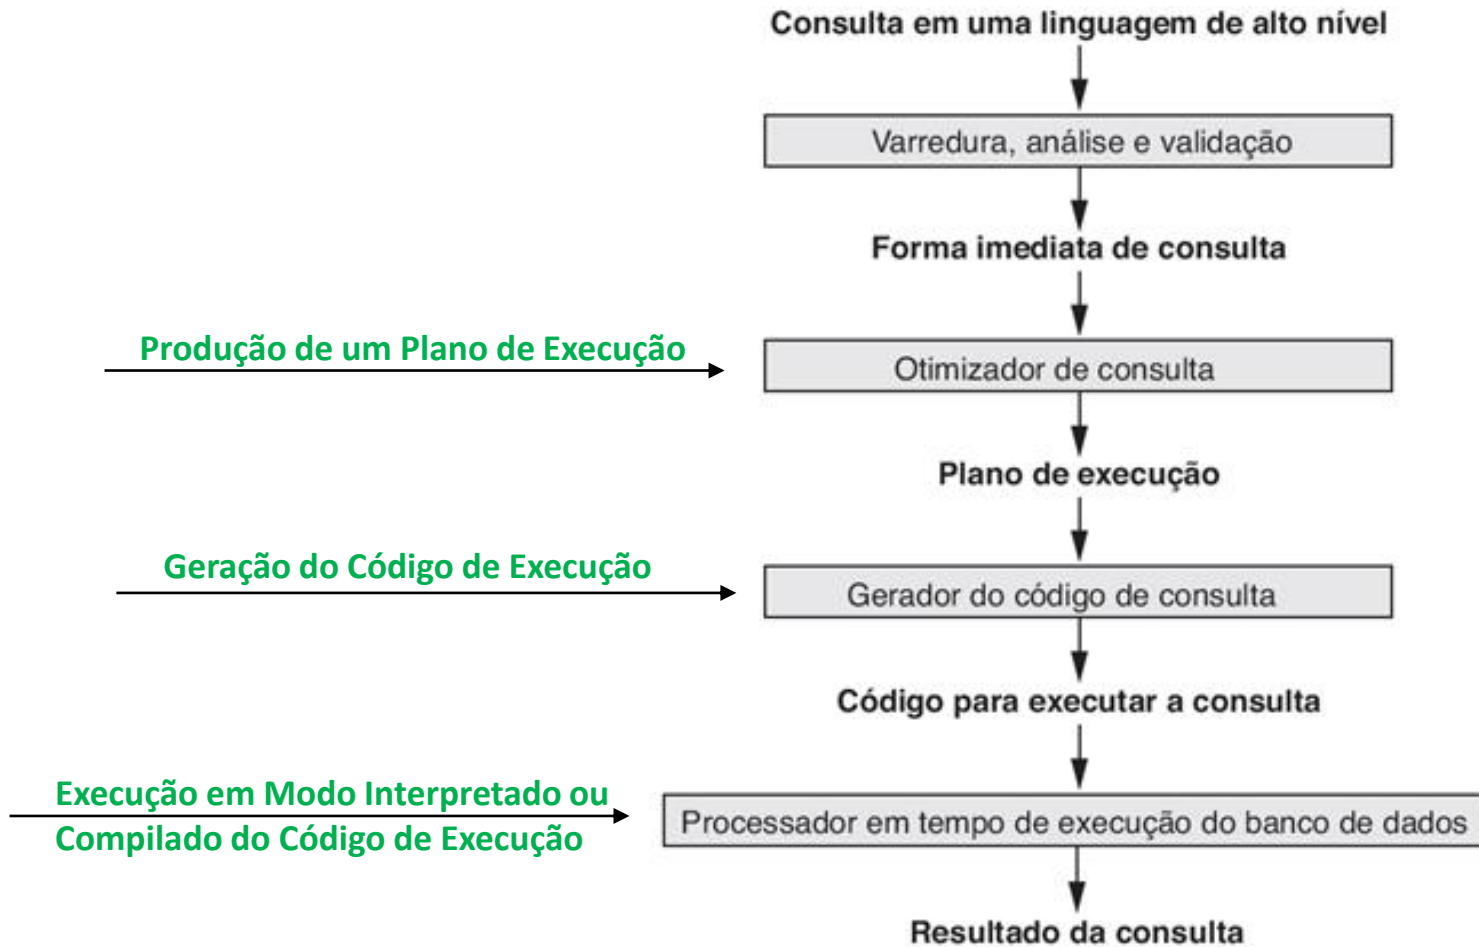 Consulta em uma linguagem de alto nível
Varredura, análise e validação
Forma imediata de consulta
Produção de um Plano de Execução
Otimizador de consulta
Plano de execução
Geração do Código de Execução
Gerador do código de consulta
Código para executar a consulta
Execução em Modo Interpretado ou
Compilado do Código de Execução
Processador em tempo de execução do banco de dados
Resultado da consulta